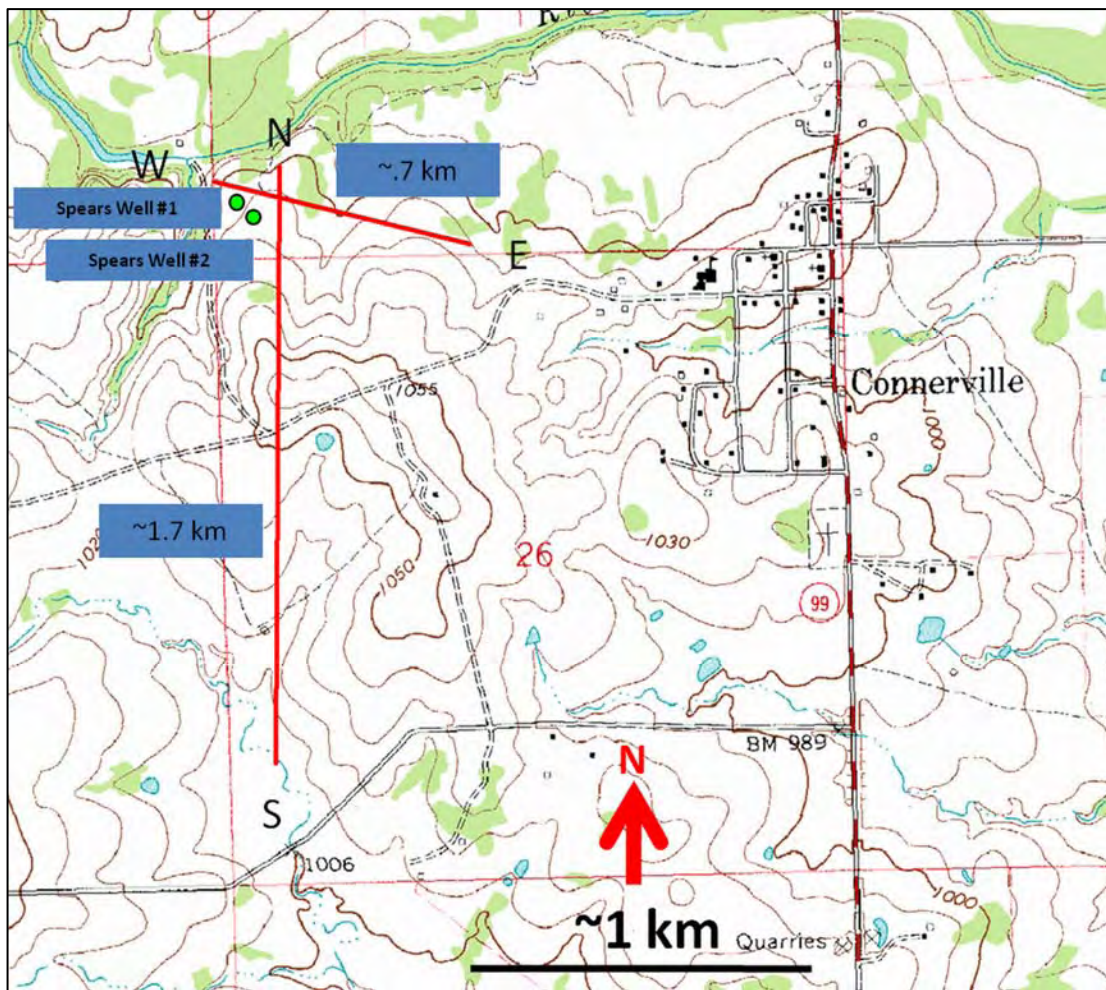 R
N
~.7 km
W
Spears Well #1
Spears Well #2
E
1055
Connerville
1000
~1.7 km
1020
1050
26
1030
99
BM 989
N
S
1006
1000
~1 km
Quarries